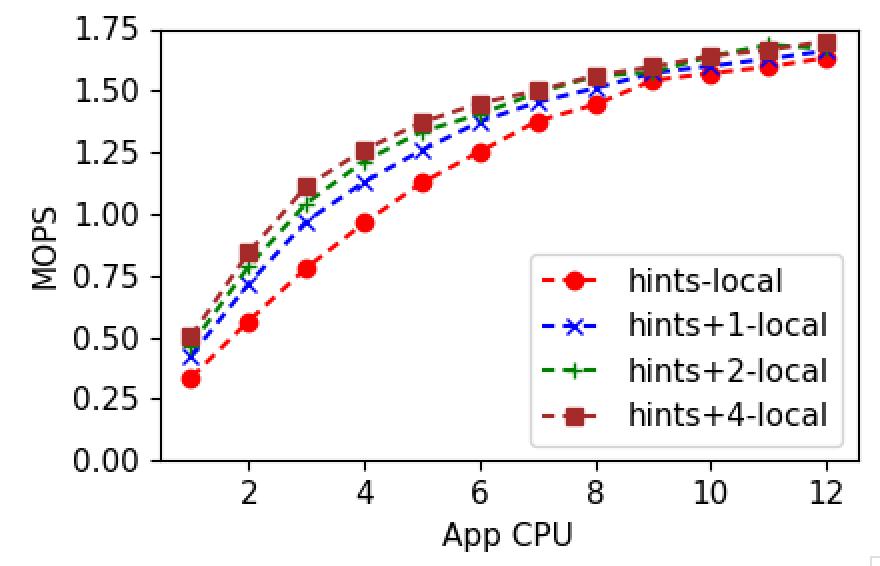 1.75
1.50
1.25
1.00
0.75
0.50
0.25
0.00
MOPS
hints-local
hints+1-local
hints+2-local
hints+4-local
2 4 6 8 10 12
App CPU